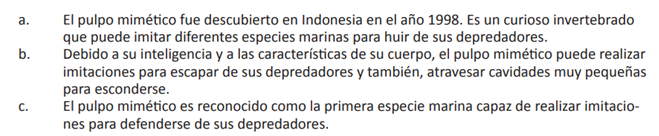 a. El pulpo mimético fue descubierto en Indonesia en el año 1998. Es un curioso invertebrado
que puede imitar diferentes especies marinas para huir de sus depredadores.
b. Debido a su inteligencia y a las características de su cuerpo, el pulpo mimético puede realizar
imitaciones para escapar de sus depredadores y también, atravesar cavidades muy pequeñas
para esconderse.
c. El pulpo mimético es reconocido como la primera especie marina capaz de realizar imitacio-
nes para defenderse de sus depredadores.